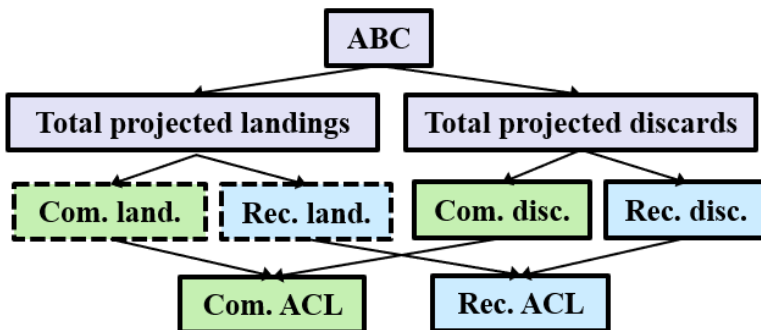 ABC
Total projected landings
Total projected discards
Com. land.
Rec. land.
Com. disc.
Rec. disc.
Com. ACL
Rec. ACL